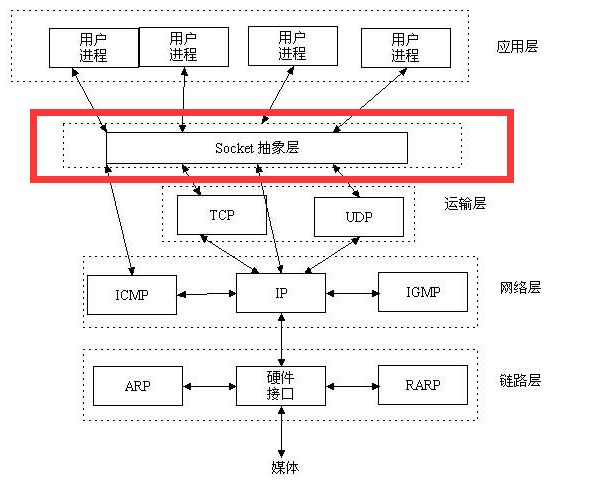 用户
进程
用户
进程
用户
进程
用户
进程
应用层
Socket 抽象层
运输层
TCP
UDP
网络层
ICMP
IP
IGMP
链路层
ARP
硬件
接口
RARP
媒体